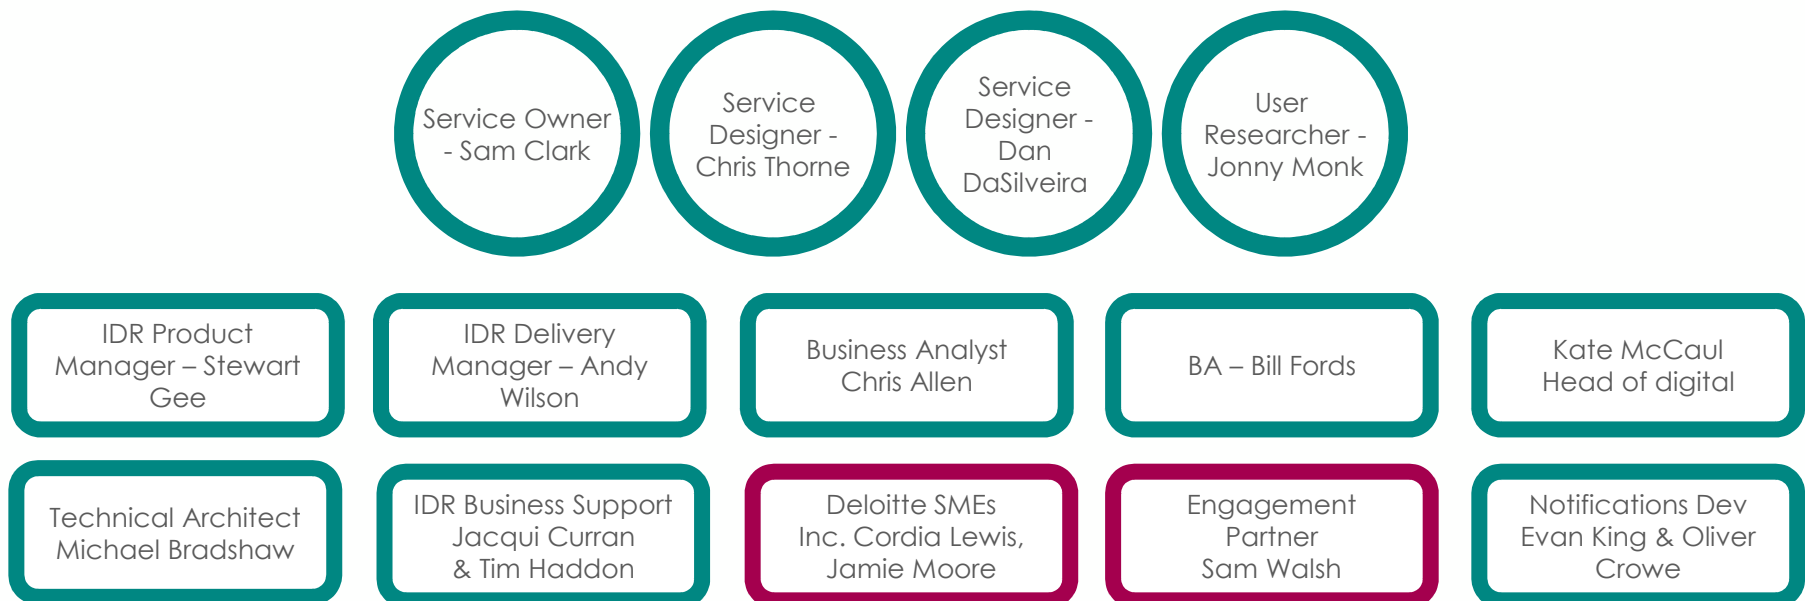 Service Owner
- Sam Clark
Service
Designer -
Chris Thorne
Service
Designer -
Dan
DaSilveira
User
Researcher -
Jonny Monk
IDR Product
Manager – Stewart
Gee
IDR Delivery
Manager – Andy
Wilson
Business Analyst
Chris Allen
BA – Bill Fords
Kate McCaul
Head of digital
Technical Architect
Michael Bradshaw
IDR Business Support
Jacqui Curran
& Tim Haddon
Deloitte SMEs
Inc. Cordia Lewis,
Jamie Moore
Engagement
Partner
Sam Walsh
Notifications Dev
Evan King & Oliver
Crowe